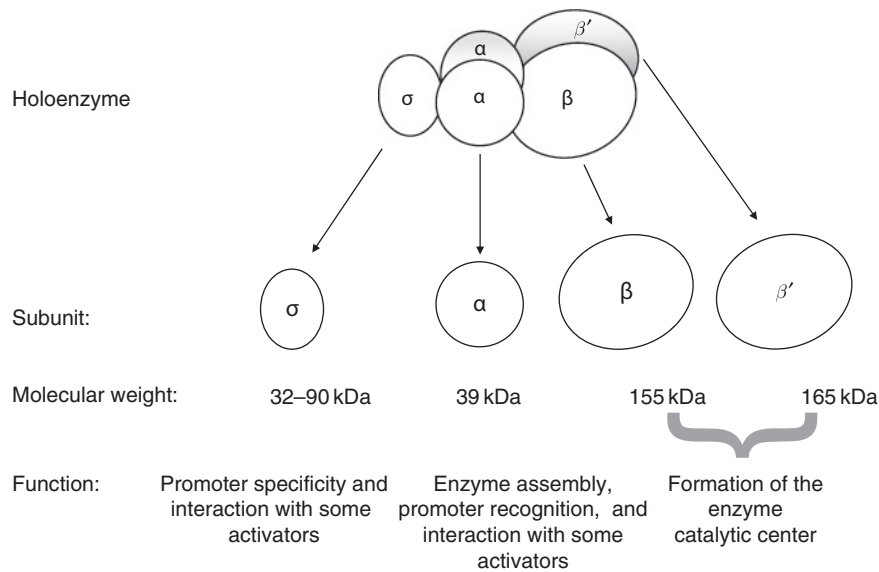 β′
α
Holoenzyme
σ
α
β
Subunit:
σ
α
β
β′
Molecular weight:
32–90 kDa
39 kDa
155 kDa
165 kDa
Function:
Promoter specificity and
interaction with some
activators
Enzyme assembly,
promoter recognition, and
interaction with some
activators
Formation of the
enzyme
catalytic center